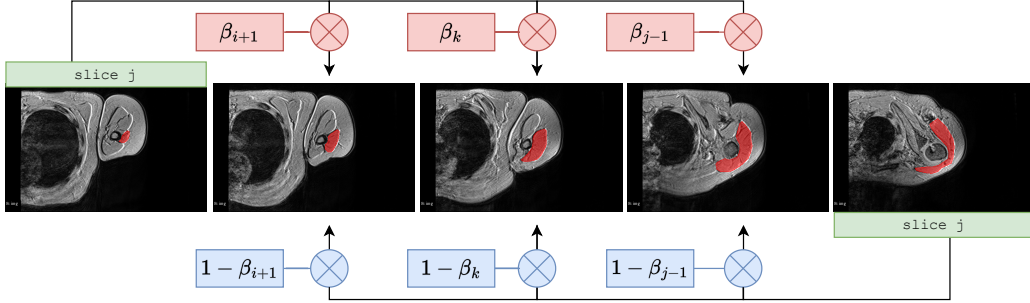 β_{i+1} β_k β_{j−1}
slice j
slice j
1 − β_{i+1} 1 − β_k 1 − β_{j−1}